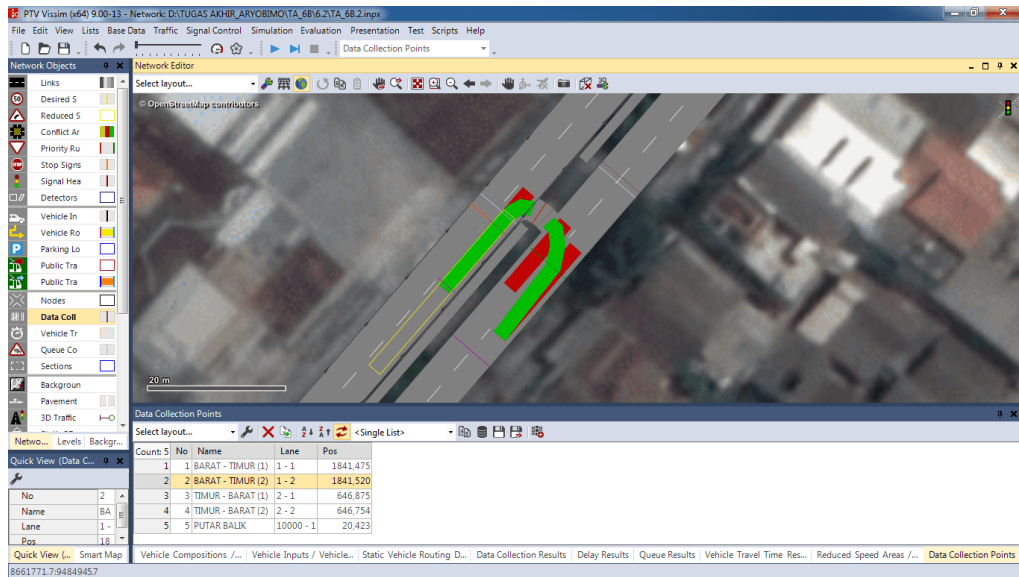 PTV Vissim (x64) 9.00-13 - Network: D:\TUGAS AKHIR_ARYOBIMO\TA_6B\6.2\TA_6B.2.inpx
File Edit View Lists Base Data Traffic Signal Control Simulation Evaluation Presentation Test Scripts Help
Data Collection Points
Network Objects
Network Editor
Select layout...
© OpenStreetMap contributors
Links
50 Desired S
Reduced S
Conflict Ar
Priority Ru
STOP Stop Signs
Signal Hea
Detectors
Vehicle In
Vehicle Ro
P Parking Lo
Public Tra
Public Tra
Nodes
Data Coll
Vehicle Tr
Queue Co
Sections
Backgroun
Pavement
3D Traffic
20 m
Netwo... Levels Backgr...
Data Collection Points
Select layout... <Single List>
Count: 5 No Name Lane Pos
1 1 BARAT - TIMUR (1) 1 - 1 1841,475
2 2 BARAT - TIMUR (2) 1 - 2 1841,520
3 3 TIMUR - BARAT (1) 2 - 1 646,875
4 4 TIMUR - BARAT (2) 2 - 2 646,754
5 5 PUTAR BALIK 10000 - 1 20,423
Quick View (Data C...
No 2
Name BA
Lane 1 -
Pos 18
Quick View (... Smart Map
Vehicle Compositions /... Vehicle Inputs / Vehicle... Static Vehicle Routing D... Data Collection Results Delay Results Queue Results Vehicle Travel Time Res... Reduced Speed Areas /... Data Collection Points
8661771.7:9484945.7